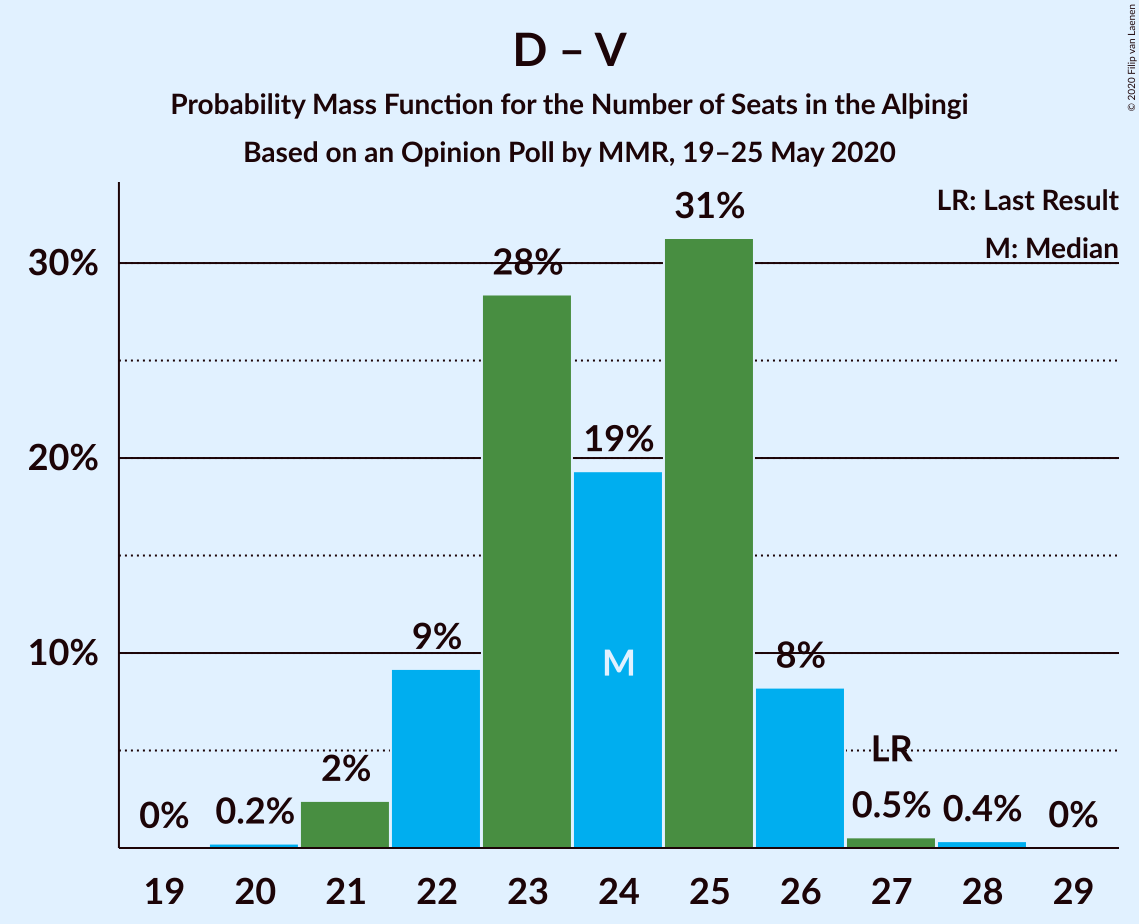 D – V
Probability Mass Function for the Number of Seats in the Alþingi
Based on an Opinion Poll by MMR, 19–25 May 2020
© 2020 Filip van Laenen
LR: Last Result
M: Median
30%
20%
10%
0%
0.2%
2%
9%
28%
19%
31%
8%
0.5%
0.4%
0%
M
LR
19 20 21 22 23 24 25 26 27 28 29